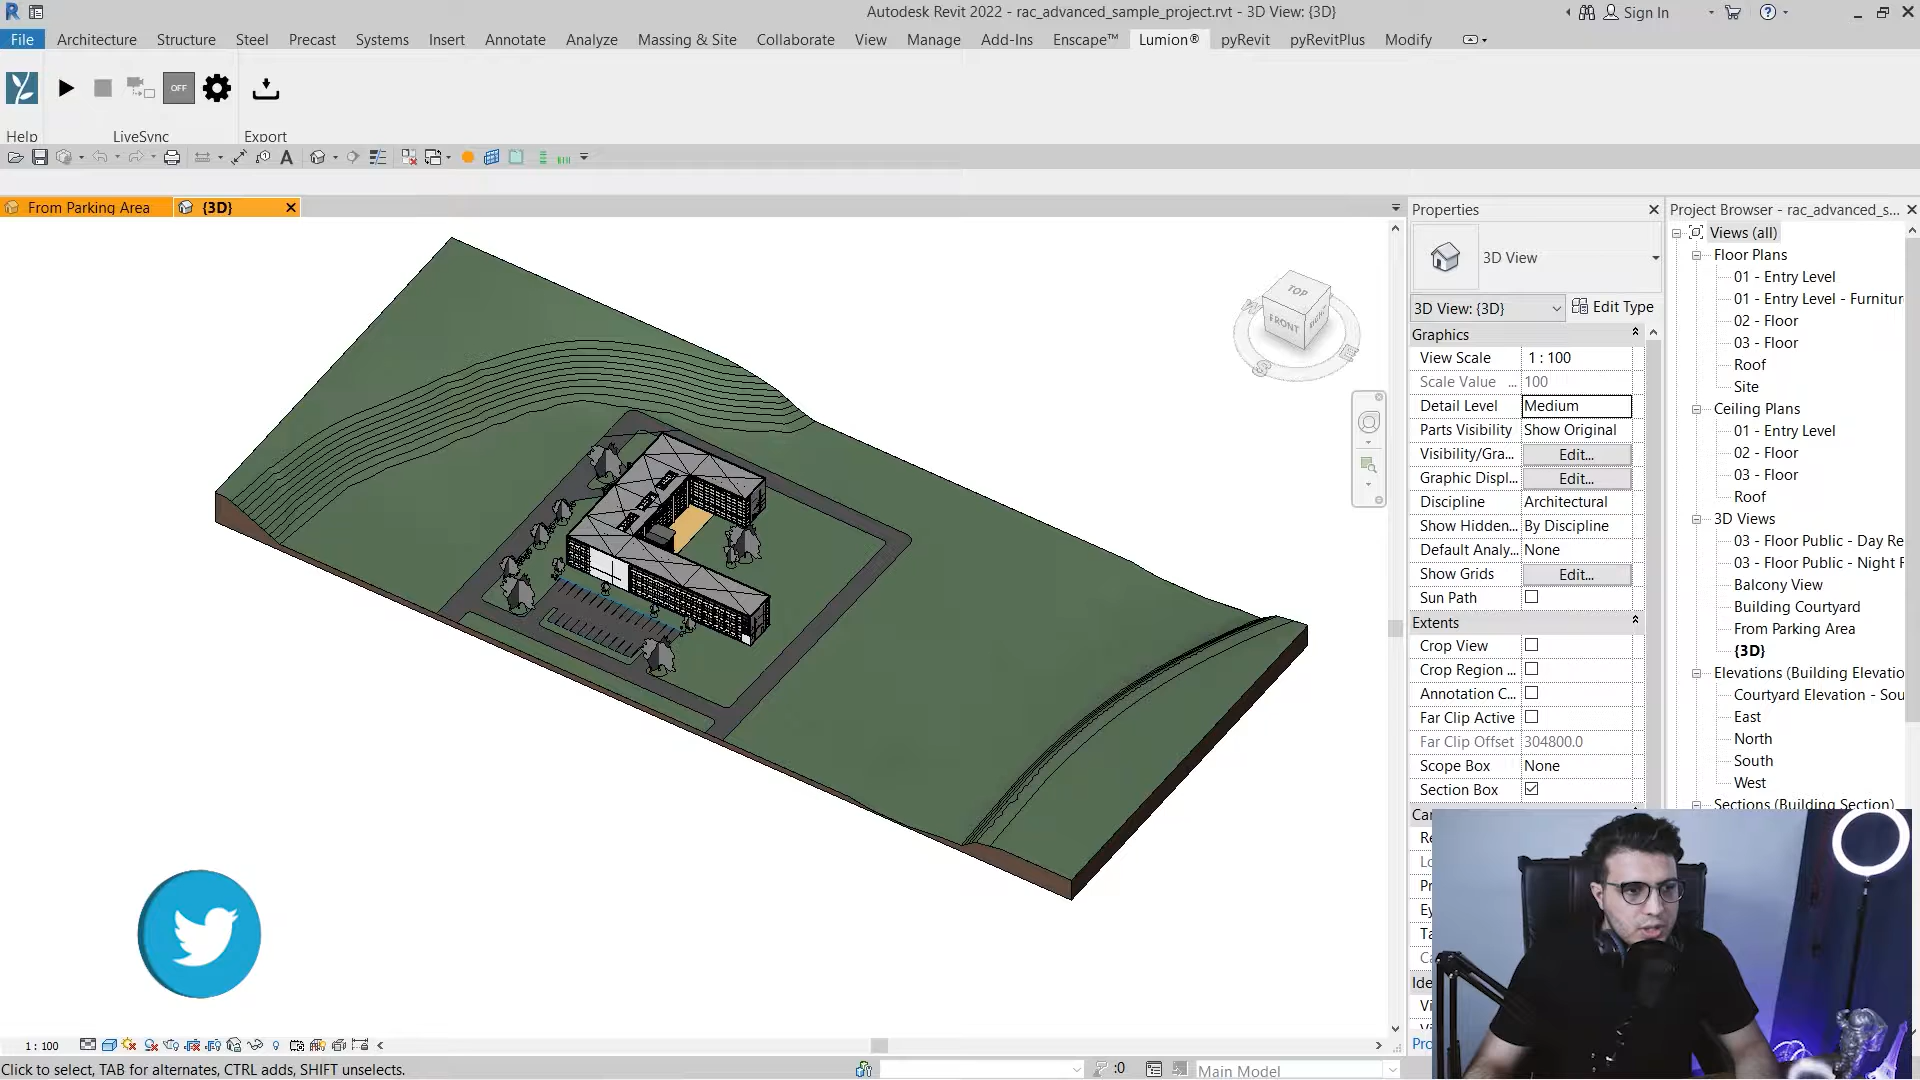 Autodesk Revit 2022 - rac_advanced_sample_project.rvt - 3D View: {3D}
Sign In
File Architecture Structure Steel Precast Systems Insert Annotate Analyze Massing & Site Collaborate View Manage Add-Ins Enscape™ Lumion® pyRevit pyRevitPlus Modify
OFF
Help LiveSync Export
From Parking Area
{3D}
TOP
FRONT
W
S
E
Properties
3D View
3D View: {3D}
Edit Type
Graphics
View Scale 1 : 100
Scale Value ... 100
Detail Level Medium
Parts Visibility Show Original
Visibility/Gra... Edit...
Graphic Displ... Edit...
Discipline Architectural
Show Hidden... By Discipline
Default Analy... None
Show Grids Edit...
Sun Path
Extents
Crop View
Crop Region ...
Annotation C...
Far Clip Active
Far Clip Offset 304800.0
Scope Box None
Section Box
Project Browser - rac_advanced_s...
Views (all)
Floor Plans
01 - Entry Level
01 - Entry Level - Furnitur
02 - Floor
03 - Floor
Roof
Site
Ceiling Plans
01 - Entry Level
02 - Floor
03 - Floor
Roof
3D Views
03 - Floor Public - Day Re
03 - Floor Public - Night F
Balcony View
Building Courtyard
From Parking Area
{3D}
Elevations (Building Elevatio
Courtyard Elevation - Sou
East
North
South
West
Sections (Building Section)
1 : 100
Click to select, TAB for alternates, CTRL adds, SHIFT unselects.
:0
Main Model